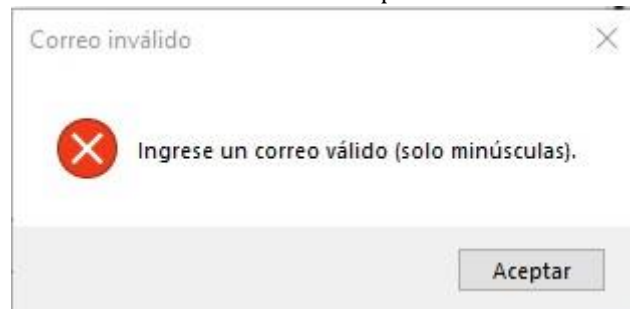 Correo inválido
Ingrese un correo válido (solo minúsculas).
Aceptar